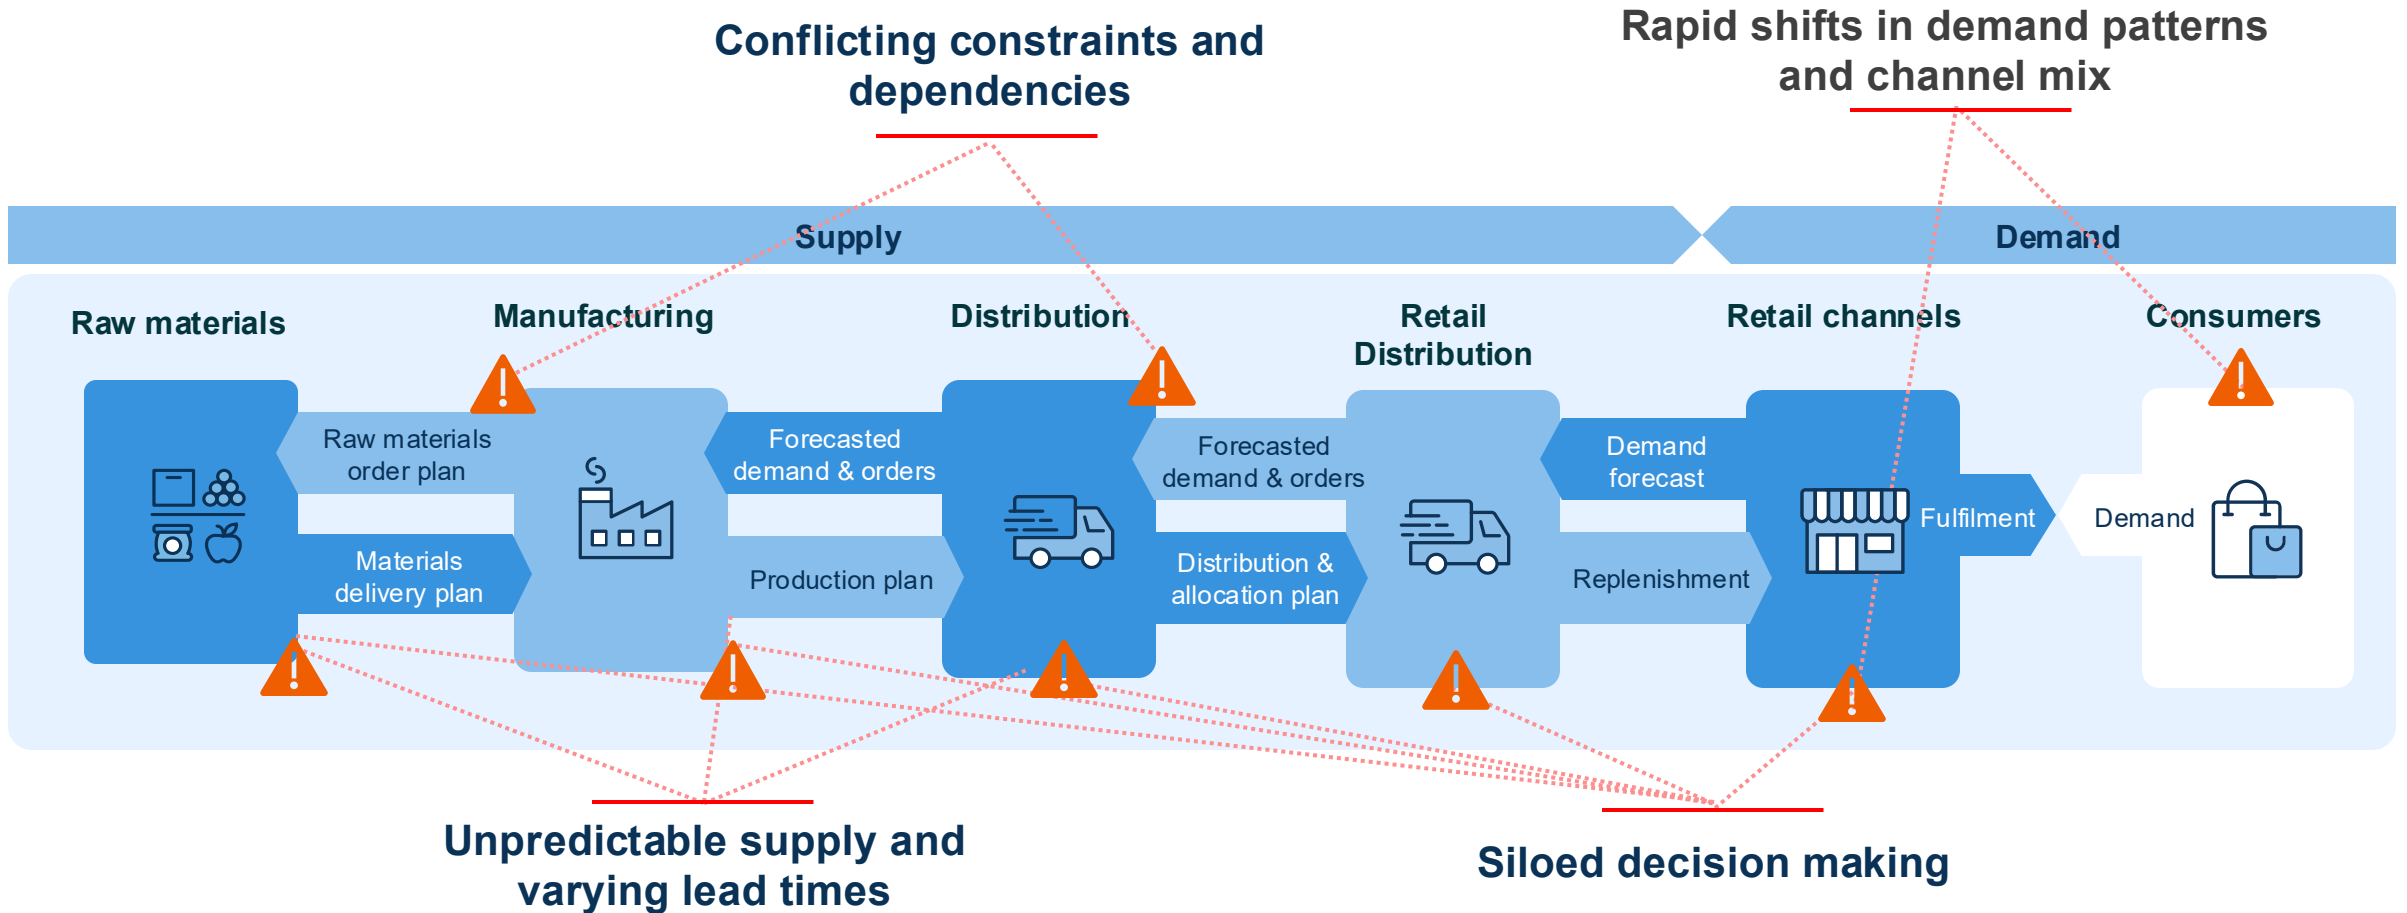 Conflicting constraints and
dependencies
Rapid shifts in demand patterns
and channel mix
Supply
Demand
Raw materials
Manufacturing
Distribution
Retail
Distribution
Retail channels
Consumers
Raw materials
order plan
Forecasted
demand & orders
Forecasted
demand & orders
Demand
forecast
Fulfilment
Demand
Materials
delivery plan
Production plan
Distribution &
allocation plan
Replenishment
Unpredictable supply and
varying lead times
Siloed decision making